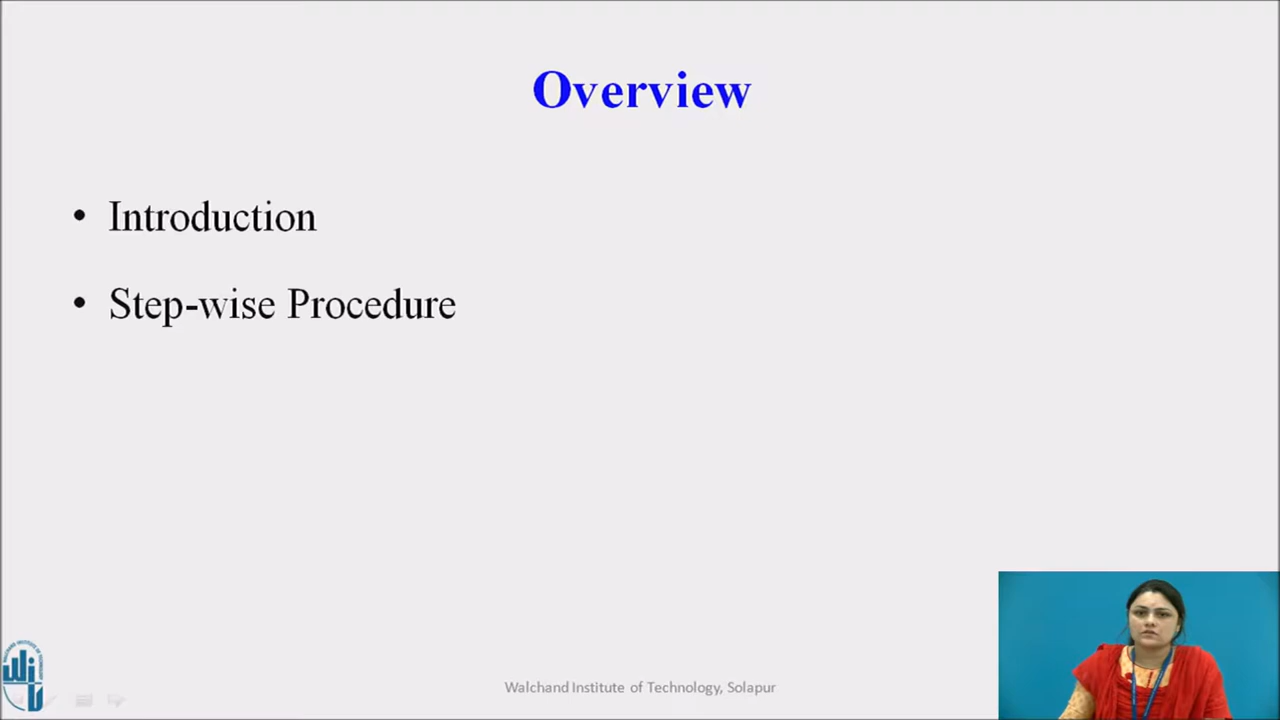 Overview
• Introduction
• Step-wise Procedure
Walchand Institute of Technology, Solapur